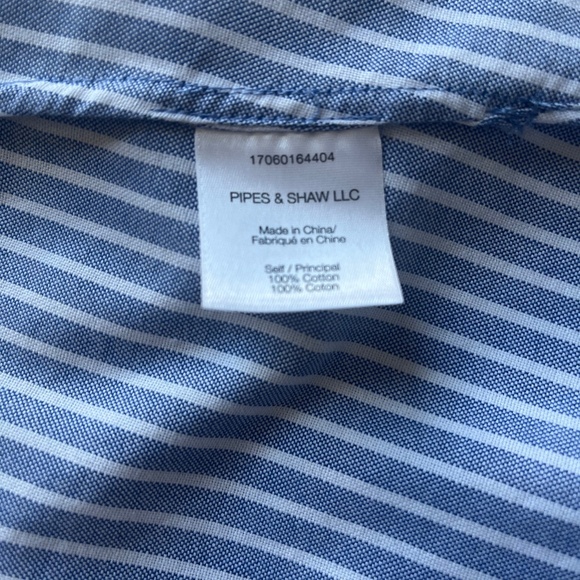 17060164404
PIPES & SHAW LLC
Made in China/
Fabriqué en Chine
Self / Principal
100% Cotton
100% Coton